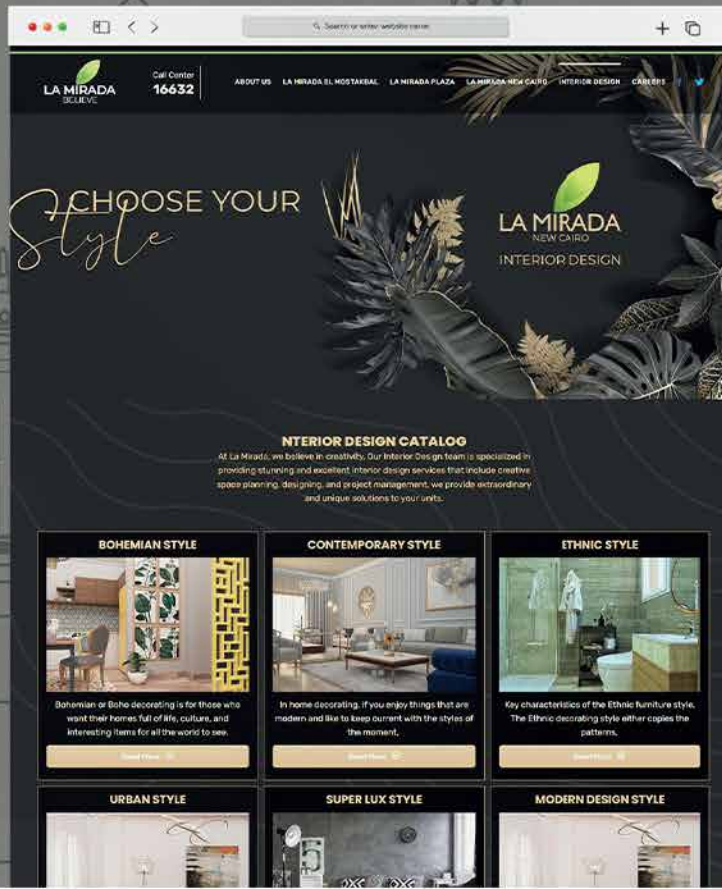 Search or enter website name
LA MIRADA
BELIEVE
Call Center
16632
ABOUT US LA MIRADA EL MOSTAKBAL LA MIRADA PLAZA LA MIRADA NEW CAIRO INTERIOR DESIGN CAREERS
CHOOSE YOUR
Style
LA MIRADA
NEW CAIRO
INTERIOR DESIGN
NTERIOR DESIGN CATALOG
At La Mirada, we believe in creativity. Our Interior Design team is specialized in
providing stunning and excellent interior design services that include creative
space planning, designing, and project management, we provide extraordinary
and unique solutions to your units.
BOHEMIAN STYLE
Bohemian or Boho decorating is for those who
want their homes full of life, culture, and
interesting items for all the world to see.
Read More
CONTEMPORARY STYLE
In home decorating, if you enjoy things that are
modern and like to keep current with the styles of
the moment,
Read More
ETHNIC STYLE
Key characteristics of the Ethnic furniture style,
The Ethnic decorating style either copies the
patterns,
Read More
URBAN STYLE
SUPER LUX STYLE
MODERN DESIGN STYLE